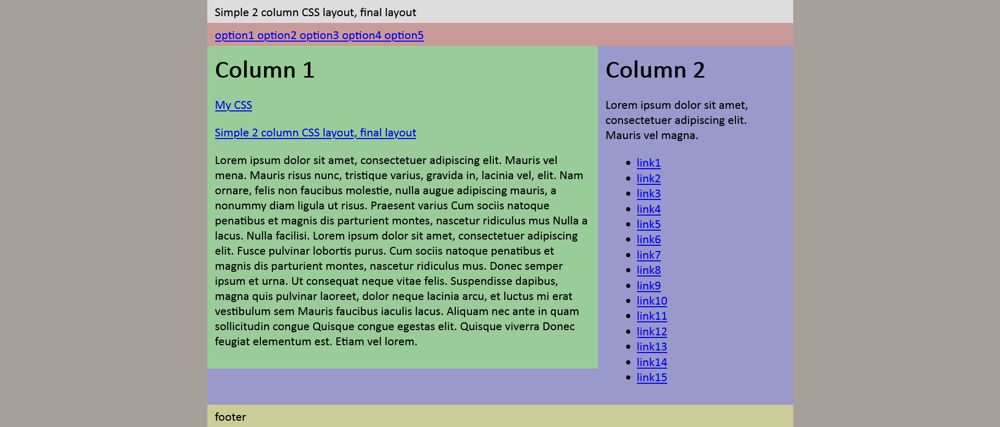 Simple 2 column CSS layout, final layout
option1 option2 option3 option4 option5
Column 1
My CSS
Simple 2 column CSS layout, final layout
Lorem ipsum dolor sit amet, consectetuer adipiscing elit. Mauris vel
mena. Mauris risus nunc, tristique varius, gravida in, lacinia vel, elit. Nam
ornare, felis non faucibus molestie, nulla augue adipiscing mauris, a
nonummy diam ligula ut risus. Praesent varius Cum sociis natoque
penatibus et magnis dis parturient montes, nascetur ridiculus mus Nulla a
lacus. Nulla facilisi. Lorem ipsum dolor sit amet, consectetuer adipiscing
elit. Fusce pulvinar lobortis purus. Cum sociis natoque penatibus et
magnis dis parturient montes, nascetur ridiculus mus. Donec semper
ipsum et urna. Ut consequat neque vitae felis. Suspendisse dapibus,
magna quis pulvinar laoreet, dolor neque lacinia arcu, et luctus mi erat
vestibulum sem Mauris faucibus iaculis lacus. Aliquam nec ante in quam
sollicitudin congue Quisque congue egestas elit. Quisque viverra Donec
feugiat elementum est. Etiam vel lorem.
Column 2
Lorem ipsum dolor sit amet,
consectetuer adipiscing elit.
Mauris vel magna.
link1
link2
link3
link4
link5
link6
link7
link8
link9
link10
link11
link12
link13
link14
link15
footer